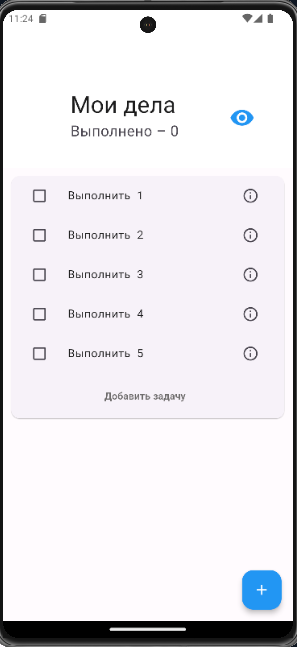 11:24
Мои дела
Выполнено – 0
Выполнить 1
Выполнить 2
Выполнить 3
Выполнить 4
Выполнить 5
Добавить задачу